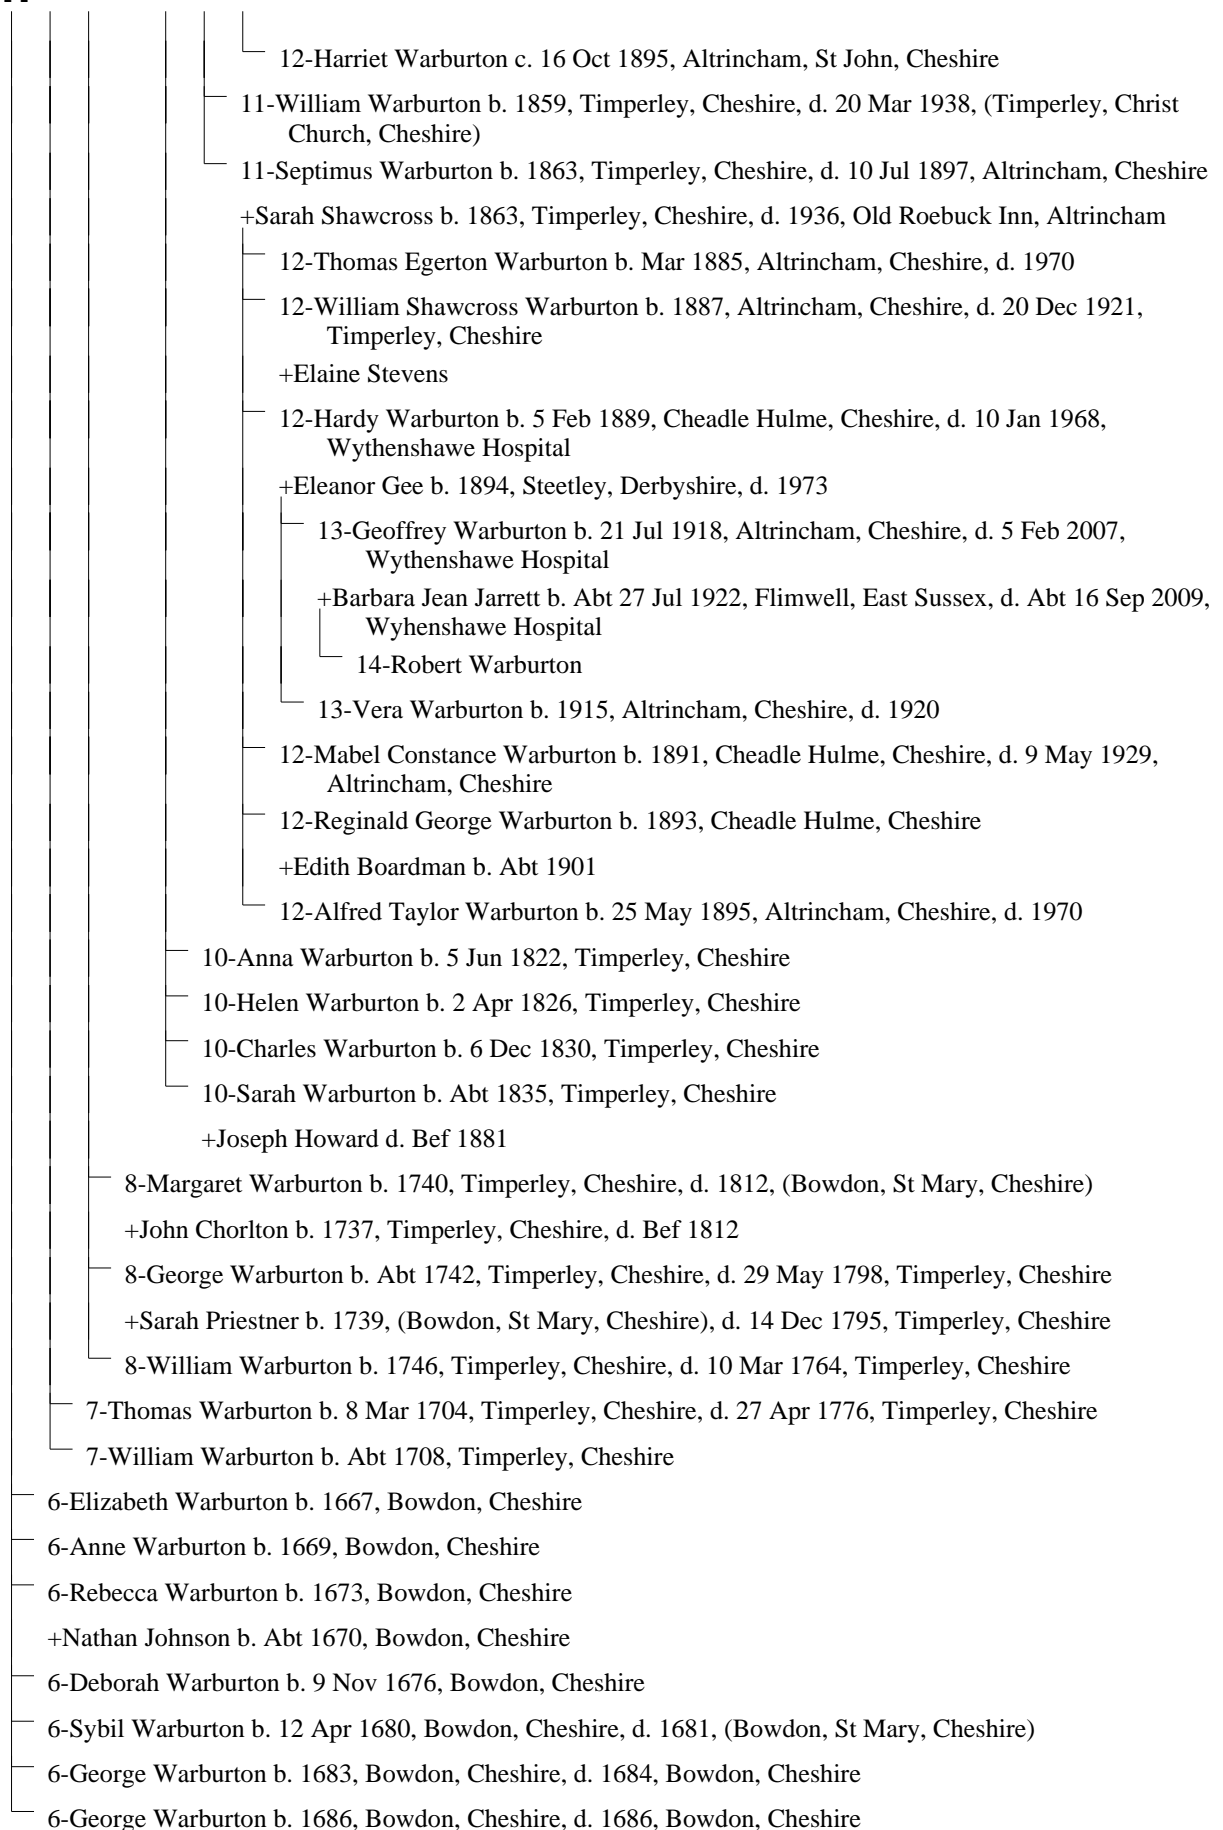 12-Harriet Warburton c. 16 Oct 1895, Altrincham, St John, Cheshire
11-William Warburton b. 1859, Timperley, Cheshire, d. 20 Mar 1938, (Timperley, Christ
Church, Cheshire)
11-Septimus Warburton b. 1863, Timperley, Cheshire, d. 10 Jul 1897, Altrincham, Cheshire
+Sarah Shawcross b. 1863, Timperley, Cheshire, d. 1936, Old Roebuck Inn, Altrincham
12-Thomas Egerton Warburton b. Mar 1885, Altrincham, Cheshire, d. 1970
12-William Shawcross Warburton b. 1887, Altrincham, Cheshire, d. 20 Dec 1921,
Timperley, Cheshire
+Elaine Stevens
12-Hardy Warburton b. 5 Feb 1889, Cheadle Hulme, Cheshire, d. 10 Jan 1968,
Wythenshawe Hospital
+Eleanor Gee b. 1894, Steetley, Derbyshire, d. 1973
13-Geoffrey Warburton b. 21 Jul 1918, Altrincham, Cheshire, d. 5 Feb 2007,
Wythenshawe Hospital
+Barbara Jean Jarrett b. Abt 27 Jul 1922, Flimwell, East Sussex, d. Abt 16 Sep 2009,
Wyhenshawe Hospital
14-Robert Warburton
13-Vera Warburton b. 1915, Altrincham, Cheshire, d. 1920
12-Mabel Constance Warburton b. 1891, Cheadle Hulme, Cheshire, d. 9 May 1929,
Altrincham, Cheshire
12-Reginald George Warburton b. 1893, Cheadle Hulme, Cheshire
+Edith Boardman b. Abt 1901
12-Alfred Taylor Warburton b. 25 May 1895, Altrincham, Cheshire, d. 1970
10-Anna Warburton b. 5 Jun 1822, Timperley, Cheshire
10-Helen Warburton b. 2 Apr 1826, Timperley, Cheshire
10-Charles Warburton b. 6 Dec 1830, Timperley, Cheshire
10-Sarah Warburton b. Abt 1835, Timperley, Cheshire
+Joseph Howard d. Bef 1881
8-Margaret Warburton b. 1740, Timperley, Cheshire, d. 1812, (Bowdon, St Mary, Cheshire)
+John Chorlton b. 1737, Timperley, Cheshire, d. Bef 1812
8-George Warburton b. Abt 1742, Timperley, Cheshire, d. 29 May 1798, Timperley, Cheshire
+Sarah Priestner b. 1739, (Bowdon, St Mary, Cheshire), d. 14 Dec 1795, Timperley, Cheshire
8-William Warburton b. 1746, Timperley, Cheshire, d. 10 Mar 1764, Timperley, Cheshire
7-Thomas Warburton b. 8 Mar 1704, Timperley, Cheshire, d. 27 Apr 1776, Timperley, Cheshire
7-William Warburton b. Abt 1708, Timperley, Cheshire
6-Elizabeth Warburton b. 1667, Bowdon, Cheshire
6-Anne Warburton b. 1669, Bowdon, Cheshire
6-Rebecca Warburton b. 1673, Bowdon, Cheshire
+Nathan Johnson b. Abt 1670, Bowdon, Cheshire
6-Deborah Warburton b. 9 Nov 1676, Bowdon, Cheshire
6-Sybil Warburton b. 12 Apr 1680, Bowdon, Cheshire, d. 1681, (Bowdon, St Mary, Cheshire)
6-George Warburton b. 1683, Bowdon, Cheshire, d. 1684, Bowdon, Cheshire
6-George Warburton b. 1686, Bowdon, Cheshire, d. 1686, Bowdon, Cheshire